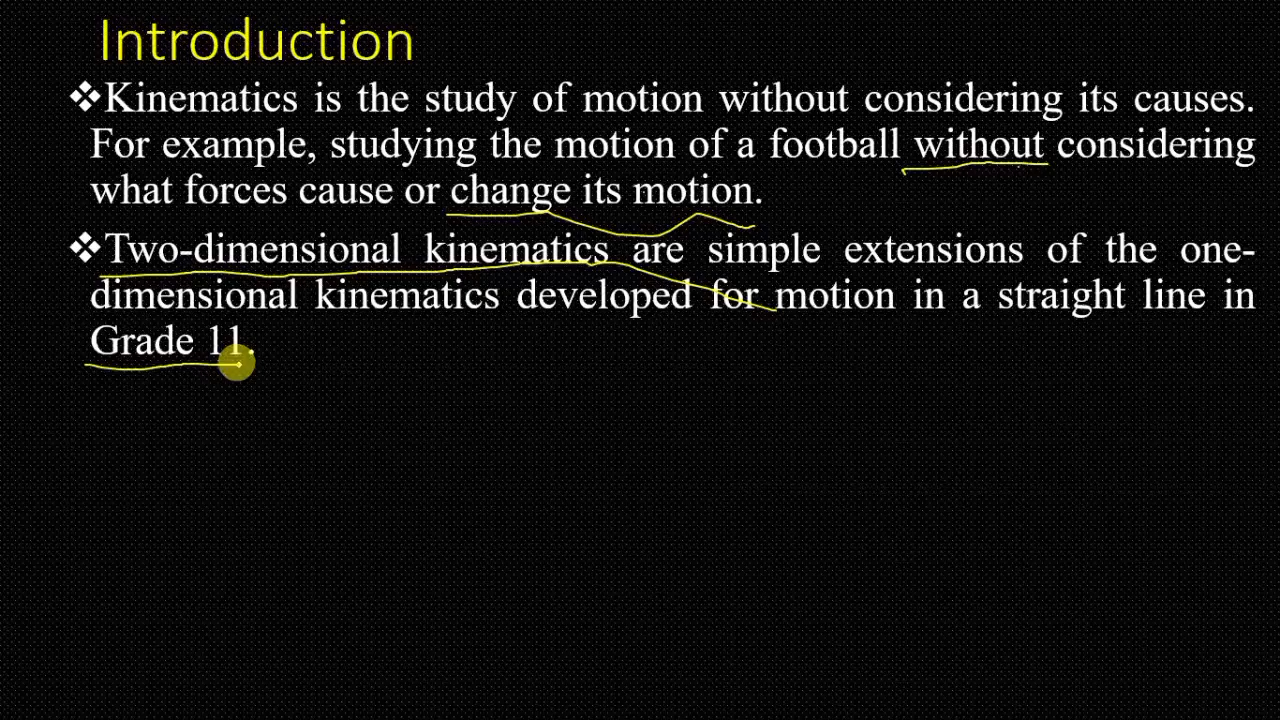 Introduction
❖Kinematics is the study of motion without considering its causes.
For example, studying the motion of a football without considering
what forces cause or change its motion.
❖Two-dimensional kinematics are simple extensions of the one-
dimensional kinematics developed for motion in a straight line in
Grade 11.